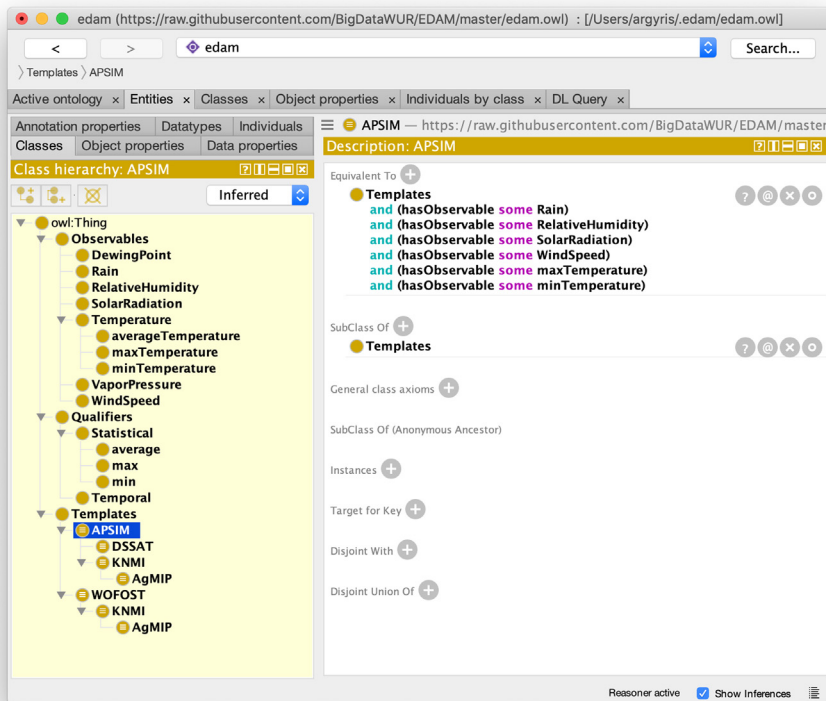 edam (https://raw.githubusercontent.com/BigDataWUR/EDAM/master/edam.owl) : [/Users/argyris/.edam/edam.owl]
< > edam Search...
〉Templates 〉APSIM
Active ontology × Entities × Classes × Object properties × Individuals by class × DL Query ×
Annotation properties Datatypes Individuals
Classes Object properties Data properties
Class hierarchy: APSIM
Inferred
owl:Thing
Observables
DewingPoint
Rain
RelativeHumidity
SolarRadiation
Temperature
averageTemperature
maxTemperature
minTemperature
VaporPressure
WindSpeed
Qualifiers
Statistical
average
max
min
Temporal
Templates
APSIM
DSSAT
KNMI
AgMIP
WOFOST
KNMI
AgMIP
APSIM — https://raw.githubusercontent.com/BigDataWUR/EDAM/master
Description: APSIM
Equivalent To
Templates
and (hasObservable some Rain)
and (hasObservable some RelativeHumidity)
and (hasObservable some SolarRadiation)
and (hasObservable some WindSpeed)
and (hasObservable some maxTemperature)
and (hasObservable some minTemperature)
SubClass Of
Templates
General class axioms
SubClass Of (Anonymous Ancestor)
Instances
Target for Key
Disjoint With
Disjoint Union Of
Reasoner active Show Inferences